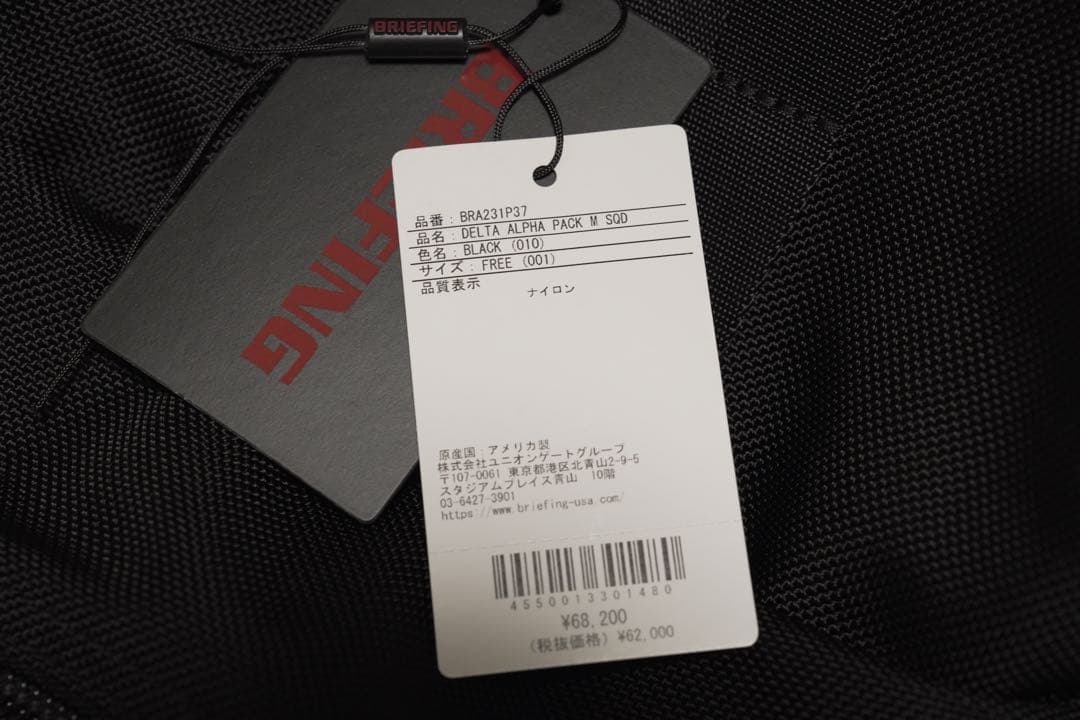 BRIEFING
BRIEFING
品番 : BRA231P37
品名 : DELTA ALPHA PACK M SQD
色名 : BLACK (010)
サイズ : FREE (001)
品質表示
ナイロン
原産国 : アメリカ製
株式会社ユニオンゲートグループ
〒107-0061 東京都港区北青山2-9-5
スタジアムプレイス青山 10階
03-6427-3901
https://www.briefing-usa.com/
4550013301480
¥68,200
(税抜価格) ¥62,000